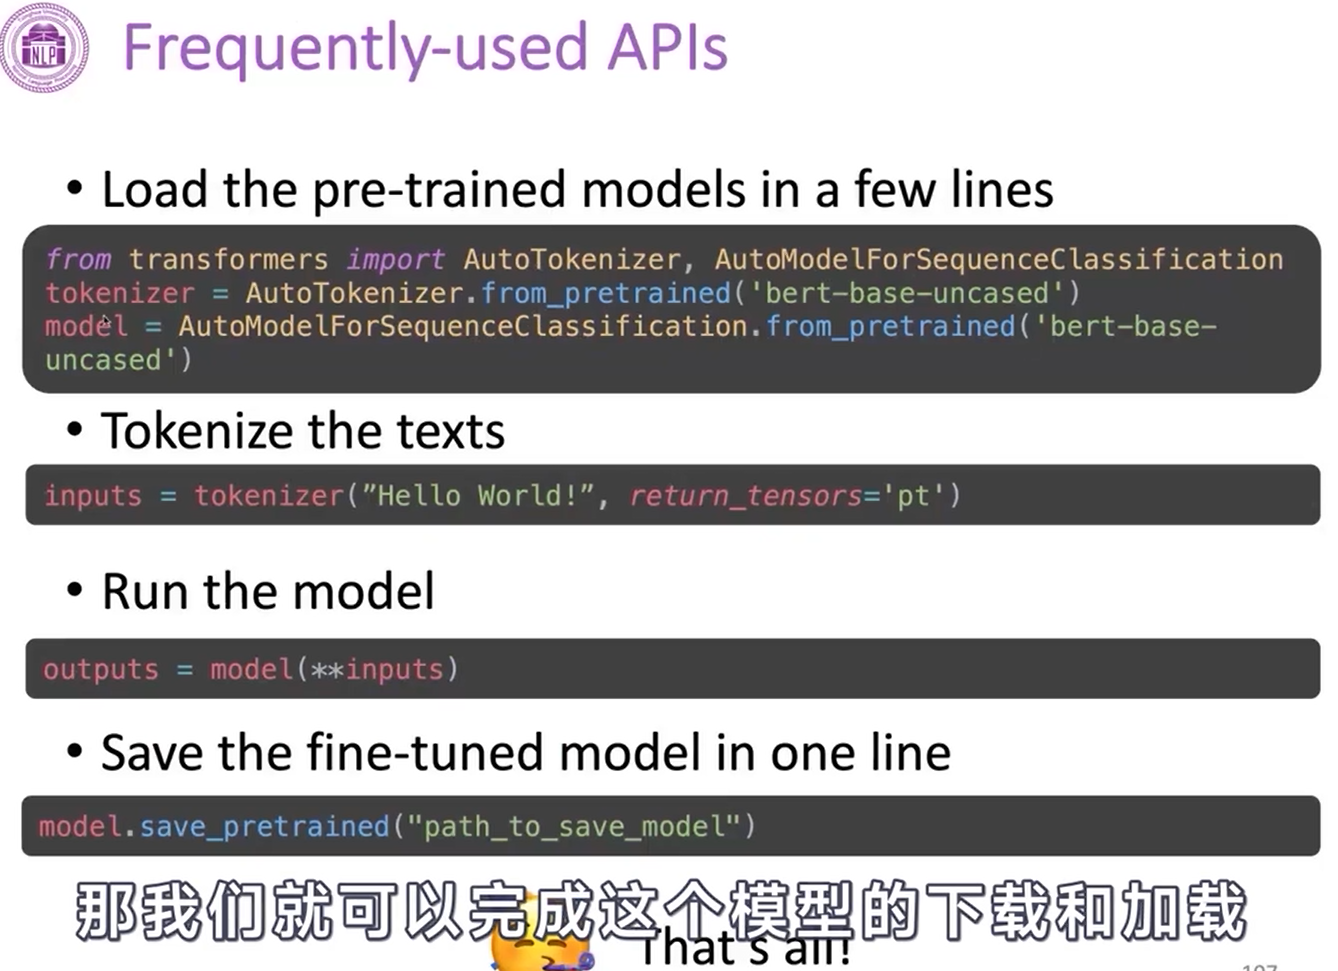 NLP
Frequently-used APIs
• Load the pre-trained models in a few lines
from transformers import AutoTokenizer, AutoModelForSequenceClassification
tokenizer = AutoTokenizer.from_pretrained('bert-base-uncased')
model = AutoModelForSequenceClassification.from_pretrained('bert-base-
uncased')
• Tokenize the texts
inputs = tokenizer(”Hello World!”, return_tensors='pt')
• Run the model
outputs = model(**inputs)
• Save the fine-tuned model in one line
model.save_pretrained("path_to_save_model")
那我们就可以完成这个模型的下载和加载
That's all!